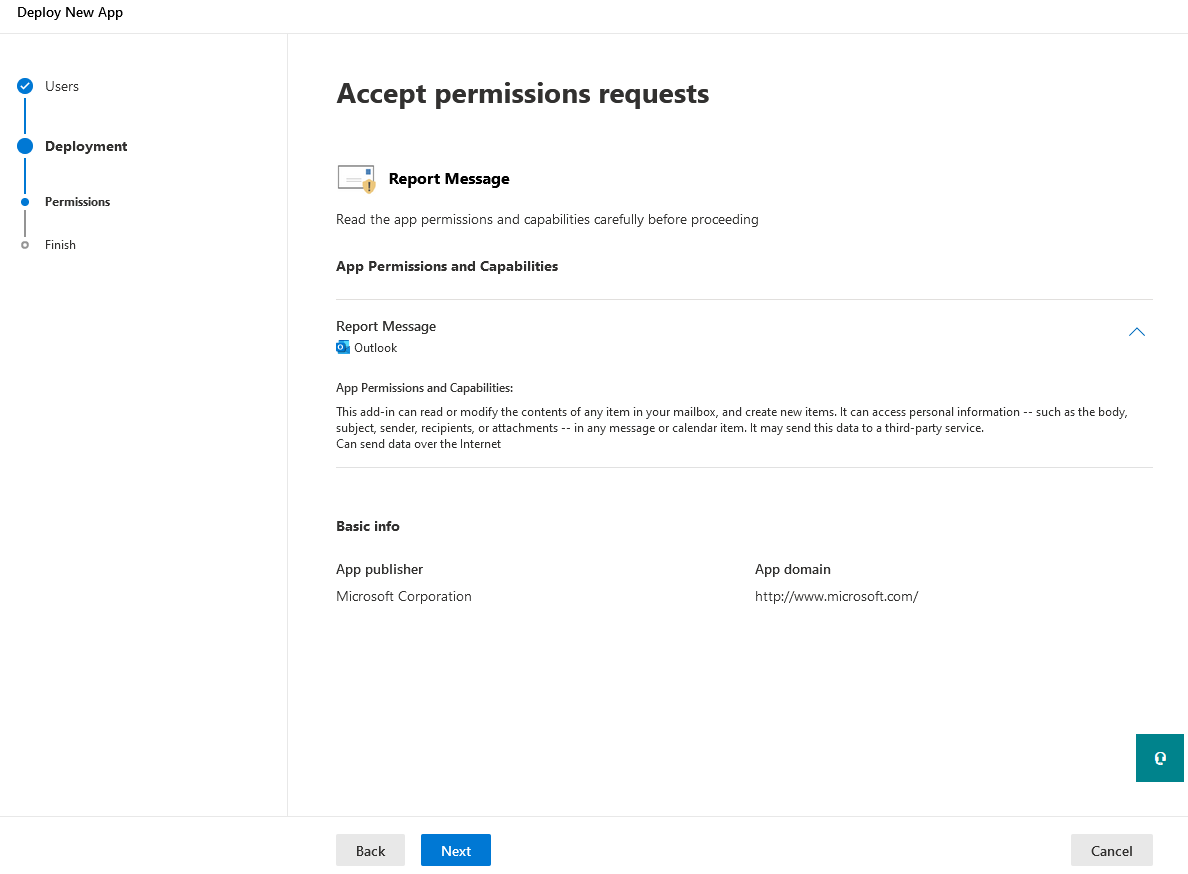 Deploy New App
Users
Deployment
Permissions
Finish
Accept permissions requests
Report Message
Read the app permissions and capabilities carefully before proceeding
App Permissions and Capabilities
Report Message
Outlook
App Permissions and Capabilities:
This add-in can read or modify the contents of any item in your mailbox, and create new items. It can access personal information -- such as the body,
subject, sender, recipients, or attachments -- in any message or calendar item. It may send this data to a third-party service.
Can send data over the Internet
Basic info
App publisher
App domain
Microsoft Corporation
http://www.microsoft.com/
Back
Next
Cancel